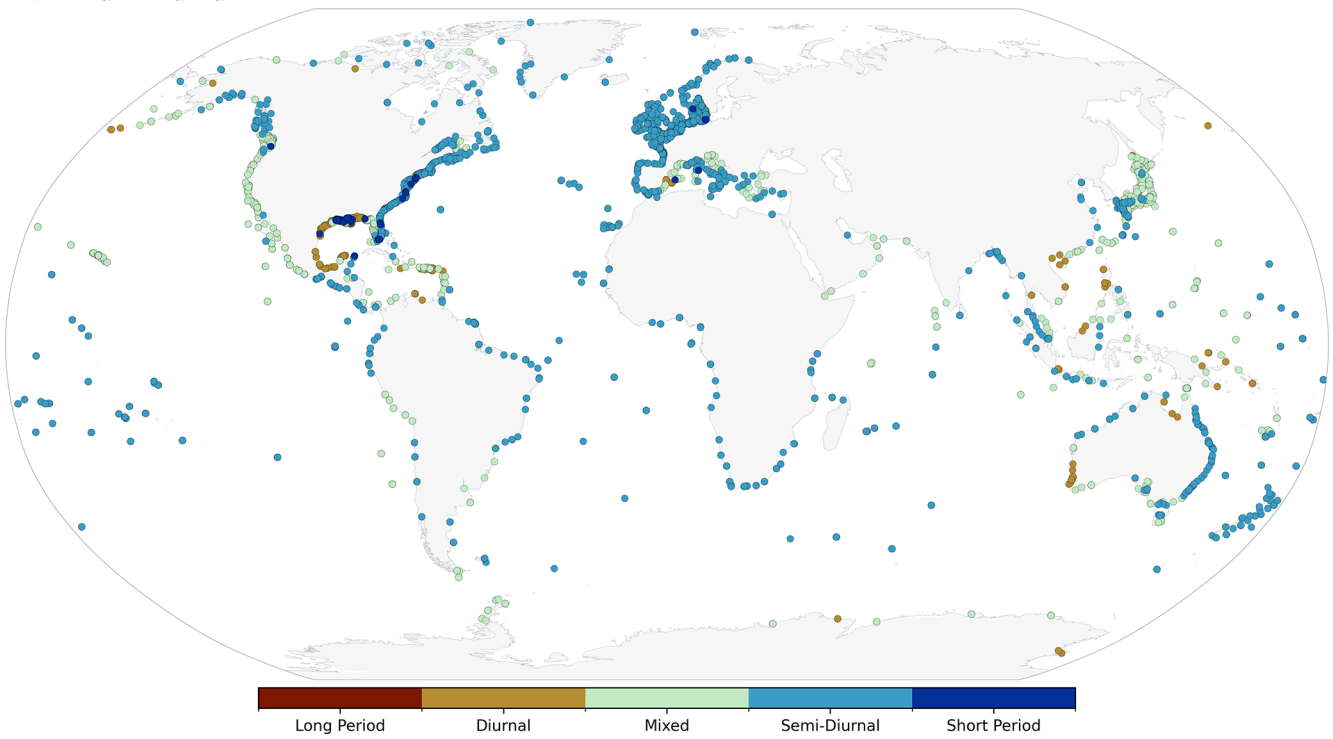 Long Period
Diurnal
Mixed
Semi-Diurnal
Short Period